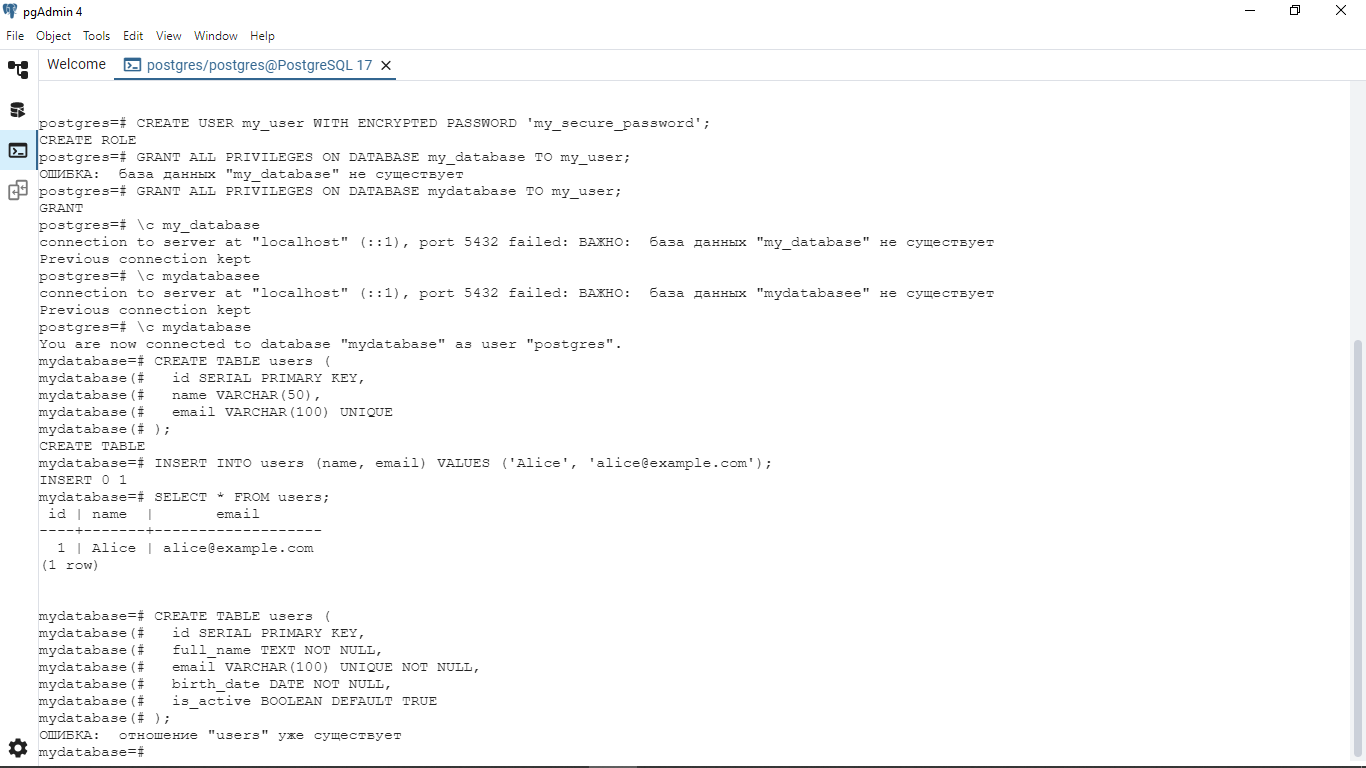 pgAdmin 4
File Object Tools Edit View Window Help
Welcome postgres/postgres@PostgreSQL 17
postgres=# CREATE USER my_user WITH ENCRYPTED PASSWORD 'my_secure_password';
CREATE ROLE
postgres=# GRANT ALL PRIVILEGES ON DATABASE my_database TO my_user;
ОШИБКА:  база данных "my_database" не существует
postgres=# GRANT ALL PRIVILEGES ON DATABASE mydatabase TO my_user;
GRANT
postgres=# \c my_database
connection to server at "localhost" (::1), port 5432 failed: ВАЖНО:  база данных "my_database" не существует
Previous connection kept
postgres=# \c mydatabasee
connection to server at "localhost" (::1), port 5432 failed: ВАЖНО:  база данных "mydatabasee" не существует
Previous connection kept
postgres=# \c mydatabase
You are now connected to database "mydatabase" as user "postgres".
mydatabase=# CREATE TABLE users (
mydatabase(#   id SERIAL PRIMARY KEY,
mydatabase(#   name VARCHAR(50),
mydatabase(#   email VARCHAR(100) UNIQUE
mydatabase(# );
CREATE TABLE
mydatabase=# INSERT INTO users (name, email) VALUES ('Alice', 'alice@example.com');
INSERT 0 1
mydatabase=# SELECT * FROM users;
 id | name  |       email
----+-------+-------------------
  1 | Alice | alice@example.com
(1 row)
mydatabase=# CREATE TABLE users (
mydatabase(#   id SERIAL PRIMARY KEY,
mydatabase(#   full_name TEXT NOT NULL,
mydatabase(#   email VARCHAR(100) UNIQUE NOT NULL,
mydatabase(#   birth_date DATE NOT NULL,
mydatabase(#   is_active BOOLEAN DEFAULT TRUE
mydatabase(# );
ОШИБКА:  отношение "users" уже существует
mydatabase=#